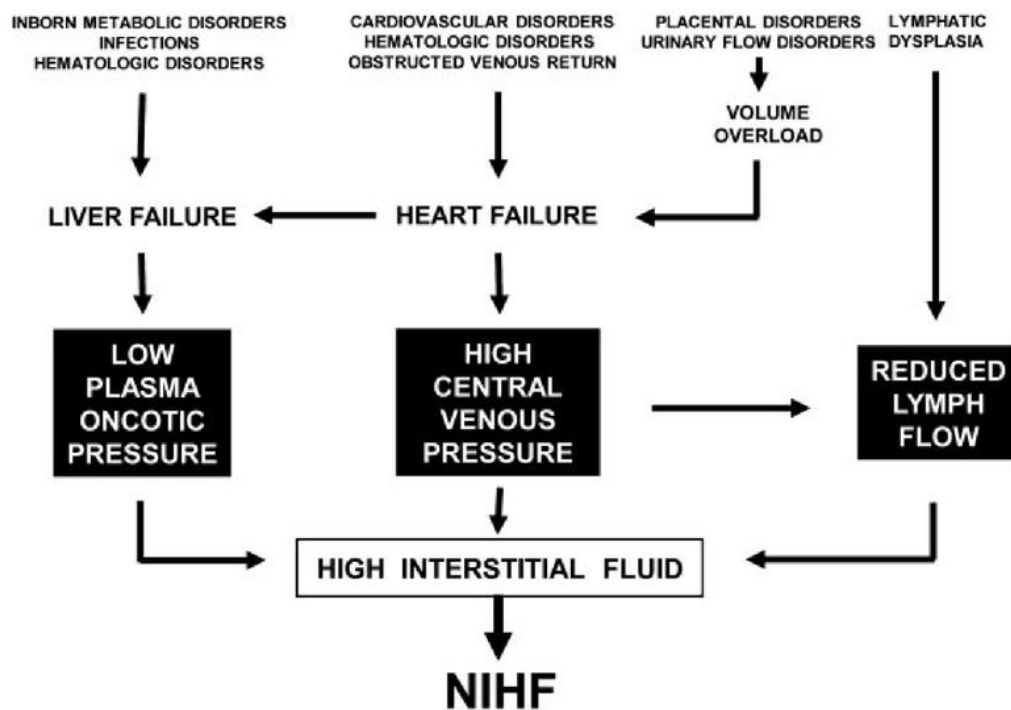 INBORN METABOLIC DISORDERS
INFECTIONS
HEMATOLOGIC DISORDERS
CARDIOVASCULAR DISORDERS
HEMATOLOGIC DISORDERS
OBSTRUCTED VENOUS RETURN
PLACENTAL DISORDERS
URINARY FLOW DISORDERS
LYMPHATIC
DYSPLASIA
VOLUME
OVERLOAD
LIVER FAILURE
HEART FAILURE
LOW
PLASMA
ONCOTIC
PRESSURE
HIGH
CENTRAL
VENOUS
PRESSURE
REDUCED
LYMPH
FLOW
HIGH INTERSTITIAL FLUID
NIHF